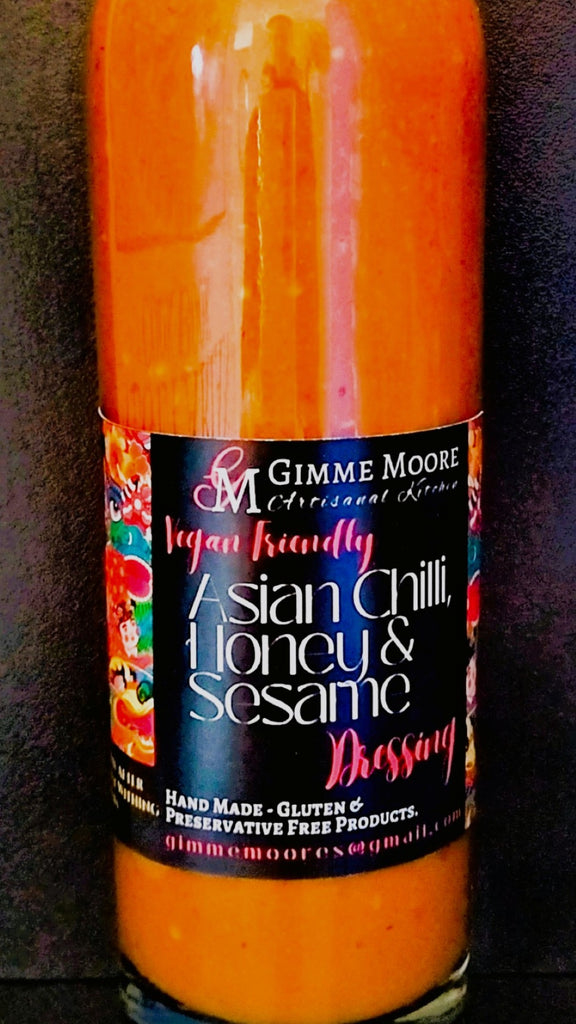 GM GIMME MOORE
Artisanal Kitchen
Vegan Friendly
Asian Chilli,
Honey &
Sesame
Dressing
HAND MADE - GLUTEN &
PRESERVATIVE FREE PRODUCTS.
gimmemoores@gmail.com